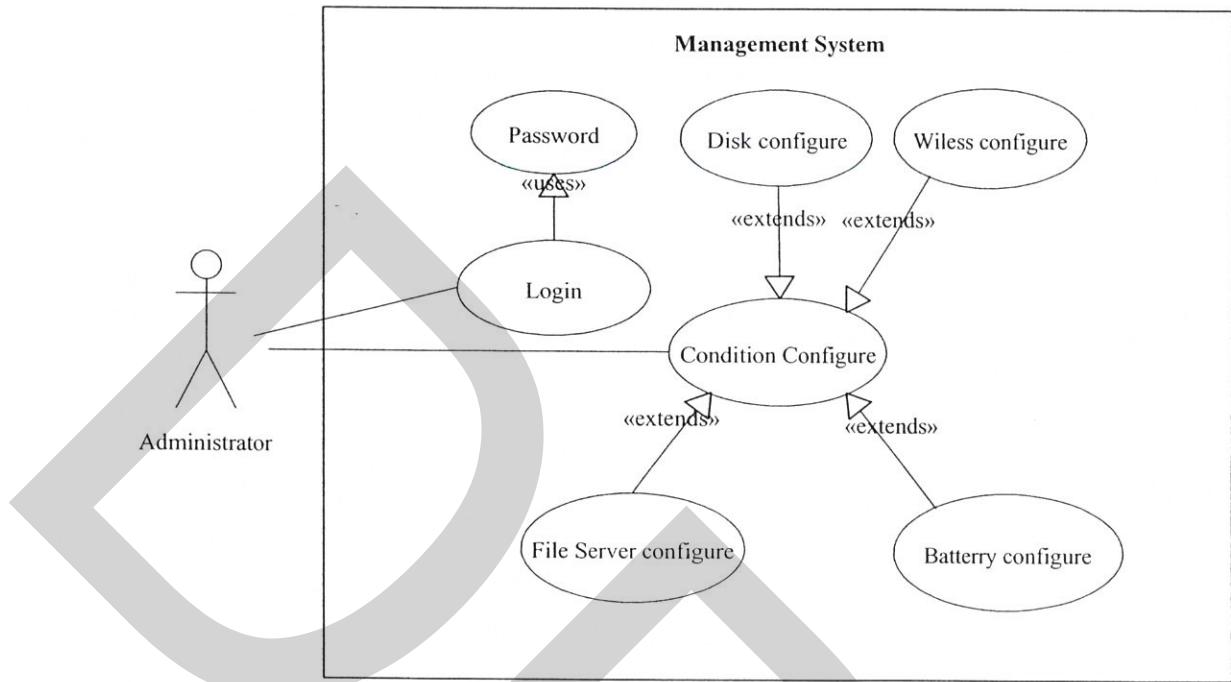 Management System
Password
Disk configure
Wiless configure
«uses»
«extends»
«extends»
Login
Condition Configure
Administrator
«extends»
«extends»
File Server configure
Batterry configure